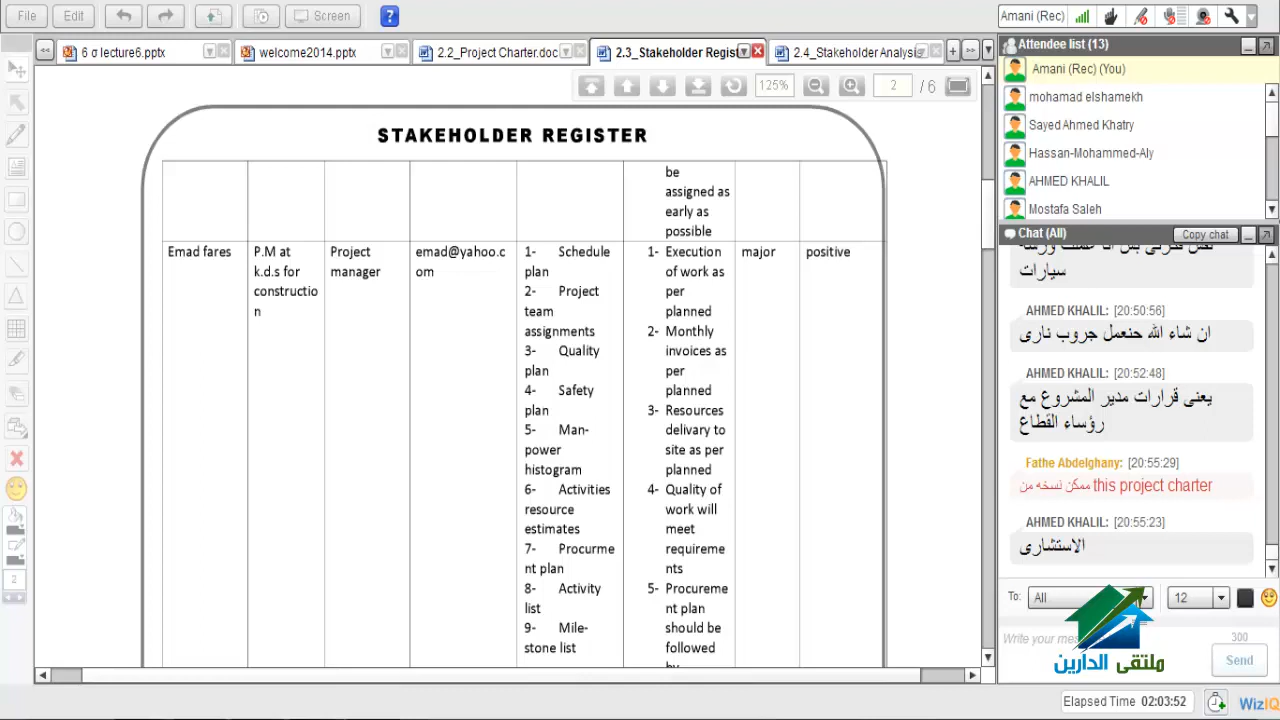 File
Edit
Screen
?
Amani (Rec)
<<
6 σ lecture6.pptx
welcome2014.pptx
2.2_Project Charter.doc
2.3_Stakeholder Regist
2.4_Stakeholder Analysis
+
>>
125%
2
/ 6
STAKEHOLDER REGISTER
be
assigned as
early as
possible
Emad fares
P.M at
k.d.s for
constructio
n
Project
manager
emad@yahoo.c
om
1- Schedule
plan
2- Project
team
assignments
3- Quality
plan
4- Safety
plan
5- Man-
power
histogram
6- Activities
resource
estimates
7- Procurme
nt plan
8- Activity
list
9- Mile-
stone list
1- Execution
of work as
per
planned
2- Monthly
invoices as
per
planned
3- Resources
delivary to
site as per
planned
4- Quality of
work will
meet
requireme
nts
5- Procureme
nt plan
should be
followed
major
positive
2
Attendee list (13)
Amani (Rec) (You)
mohamad elshamekh
Sayed Ahmed Khatry
Hassan-Mohammed-Aly
AHMED KHALIL
Mostafa Saleh
Chat (All)
Copy chat
سيارات
AHMED KHALIL: [20:50:56]
ان شاء الله حنعمل جروب نارى
AHMED KHALIL: [20:52:48]
يعنى قرارات مدير المشروع مع
رؤساء القطاع
Fathe Abdelghany: [20:55:29]
ممكن نسخه من this project charter
AHMED KHALIL: [20:55:23]
الاستشارى
To:
All
12
Write your mes
300
Send
ملتقى الدارين
Elapsed Time 02:03:52
WizIQ